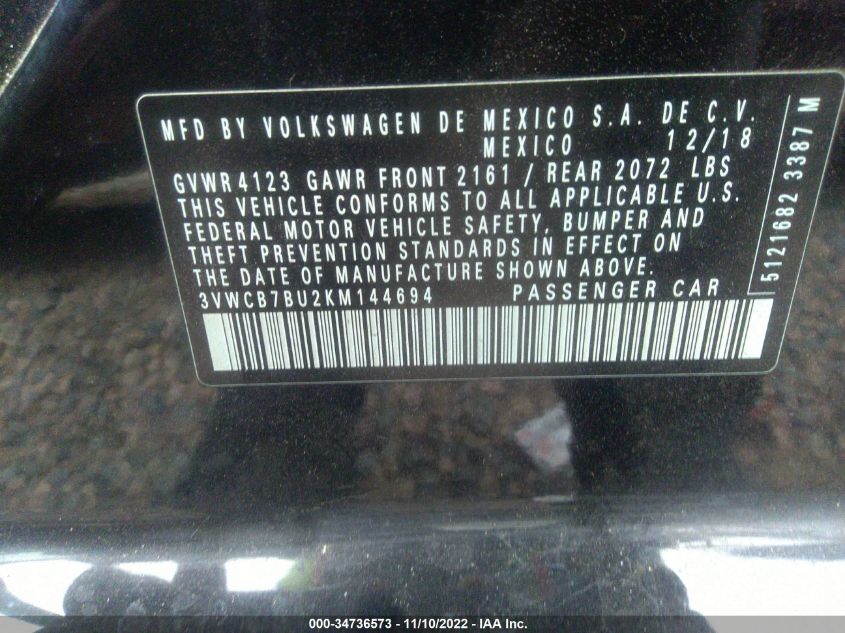 MFD BY VOLKSWAGEN DE MEXICO S.A. DE C.V.
MEXICO 12/18
GVWR 4123 GAWR FRONT 2161 / REAR 2072 LBS
THIS VEHICLE CONFORMS TO ALL APPLICABLE U.S.
FEDERAL MOTOR VEHICLE SAFETY, BUMPER AND
THEFT PREVENTION STANDARDS IN EFFECT ON
THE DATE OF MANUFACTURE SHOWN ABOVE.
3VWCB7BU2KM144694 PASSENGER CAR
5121682 3387 M
000-34736573 - 11/10/2022 - IAA Inc.